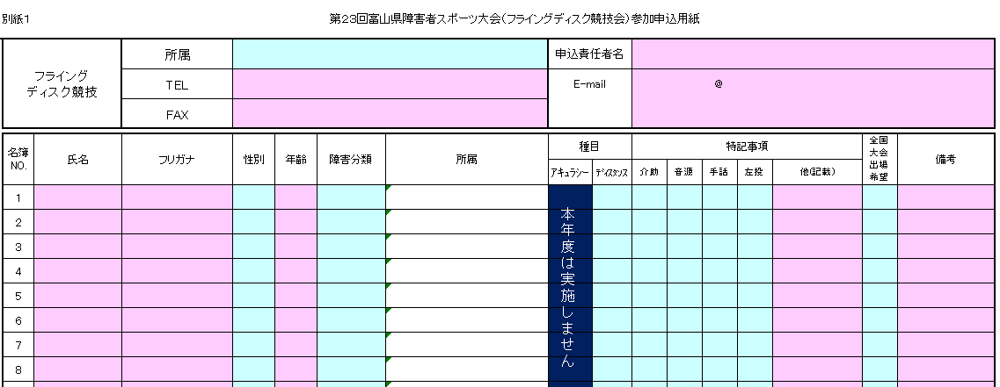 別紙1
第23回富山県障害者スポーツ大会(フライングディスク競技会)参加申込用紙
フライング
ディスク競技
所属
申込責任者名
TEL
E-mail
@
FAX
名簿
NO.
氏名
フリガナ
性別
年齢
障害分類
所属
種目
アキュラシー
ディスタンス
特記事項
介助
音源
手話
左投
他(記載)
全国
大会
出場
希望
備考
1
2
3
4
5
6
7
8
本年度は実施しません